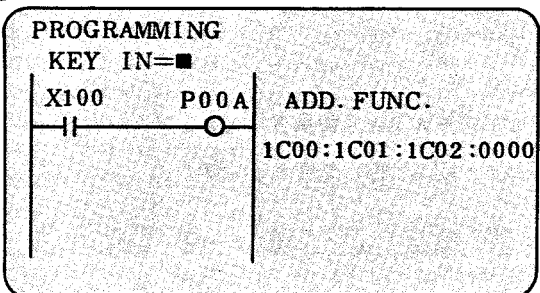 PROGRAMMING
KEY IN=■
X100 P00A ADD. FUNC.
1C00:1C01:1C02:0000